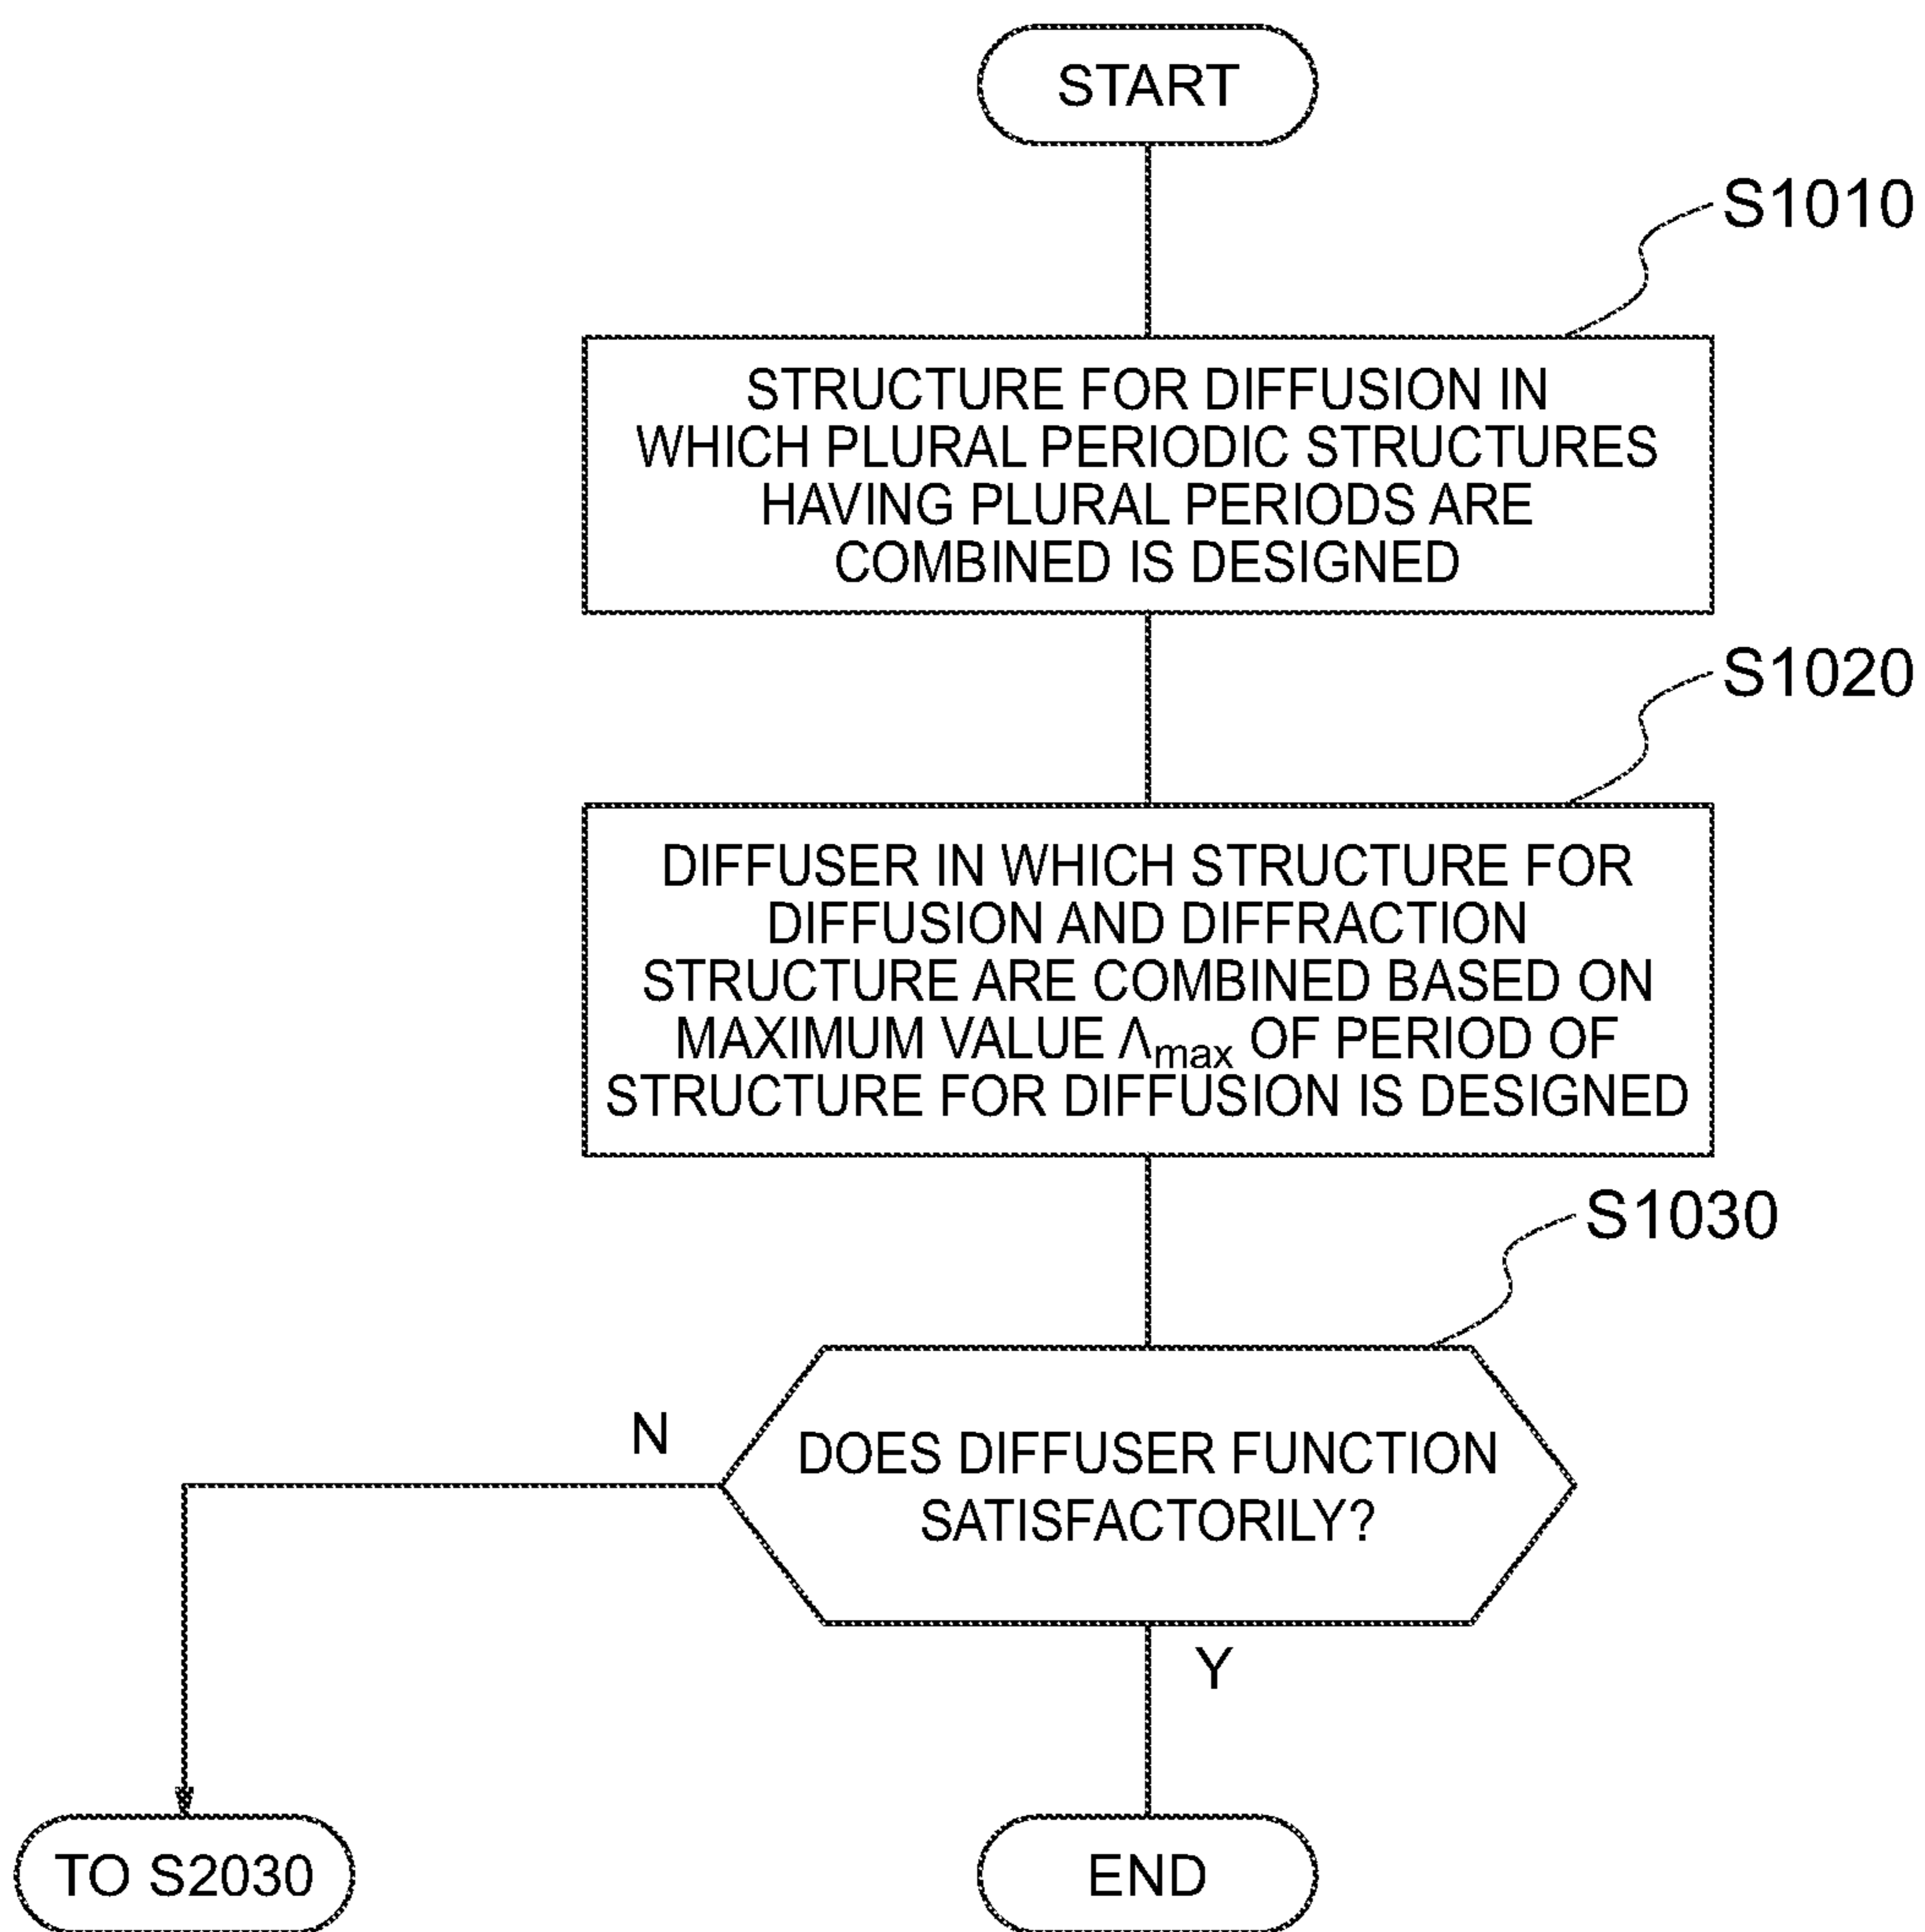 START
S1010
STRUCTURE FOR DIFFUSION IN
WHICH PLURAL PERIODIC STRUCTURES
HAVING PLURAL PERIODS ARE
COMBINED IS DESIGNED
S1020
DIFFUSER IN WHICH STRUCTURE FOR
DIFFUSION AND DIFFRACTION
STRUCTURE ARE COMBINED BASED ON
MAXIMUM VALUE Λmax OF PERIOD OF
STRUCTURE FOR DIFFUSION IS DESIGNED
S1030
N
DOES DIFFUSER FUNCTION
SATISFACTORILY?
Y
TO S2030
END